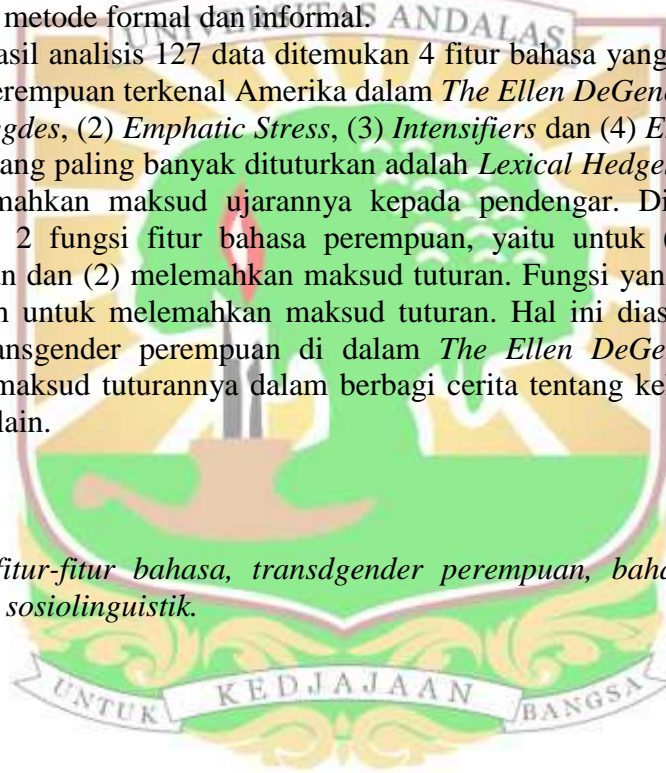 metode formal dan informal.
UNIVERSITAS ANDALAS
asil analisis 127 data ditemukan 4 fitur bahasa yang
erempuan terkenal Amerika dalam The Ellen DeGene
gdes, (2) Emphatic Stress, (3) Intensifiers dan (4) E
ang paling banyak dituturkan adalah Lexical Hedges
mahkan maksud ujarannya kepada pendengar. Di
2 fungsi fitur bahasa perempuan, yaitu untuk (
n dan (2) melemahkan maksud tuturan. Fungsi yan
h untuk melemahkan maksud tuturan. Hal ini dias
ansgender perempuan di dalam The Ellen DeGe
maksud tuturannya dalam berbagi cerita tentang ke
lain.
fitur-fitur bahasa, transdgender perempuan, baha
sosiolinguistik.
UNTUK KEDJAJAAN BANGSA